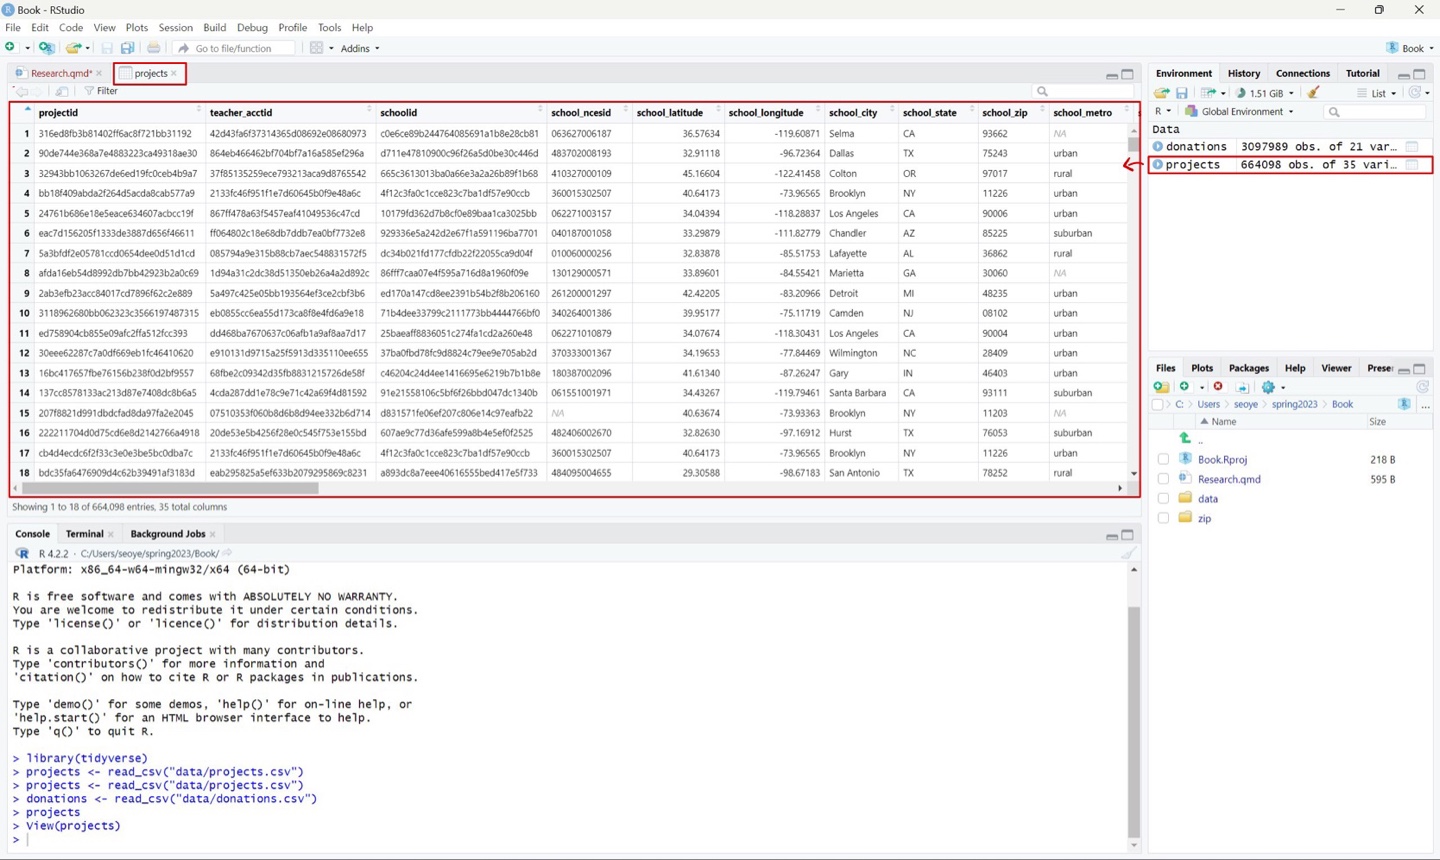 Book - RStudio
File Edit Code View Plots Session Build Debug Profile Tools Help
Go to file/function Addins Book
Research.qmd* projects
Filter
projectid teacher_acctid schoolid school_ncesid school_latitude school_longitude school_city school_state school_zip school_metro
1 316ed8fb3b81402ff6ac8f721bb31192 42d43fa6f37314365d08692e08680973 c0e6ce89b244764085691a1b8e28cb81 063627006187 36.57634 -119.60871 Selma CA 93662 NA
2 90de744e368a7e4883223ca49318ae30 864eb466462bf704bf7a16a585ef296a d711e47810900c96f26a5d0be30c446d 483702008193 32.91118 -96.72364 Dallas TX 75243 urban
3 32943bb1063267de6ed19fc0ceb4b9a7 37f85135259ece793213aca9d8765542 665c3613013ba0a66e3a2a26b89f1b68 410327000109 45.16604 -122.41458 Colton OR 97017 rural
4 bb18f409abda2f264d5acda8cab577a9 2133fc46f951f1e7d60645b0f9e48a6c 4f12c3fa0c1cce823c7ba1df57e90ccb 360015302507 40.64173 -73.96565 Brooklyn NY 11226 urban
5 24761b686e18e5eace634607acbcc19f 867ff478a63f5457eaf41049536c47cd 10179fd362d7b8cf0e89baa1ca3025bb 062271003157 34.04394 -118.28837 Los Angeles CA 90006 urban
6 eac7d156205f1333de3887d656f46611 ff064802c18e68db7ddb7ea0bf7732e8 929336e5a242d2e67f1a591196ba7701 040187001058 33.29879 -111.82779 Chandler AZ 85225 suburban
7 5a3bfdf2e05781ccd0654dee0d51d1cd 085794a9e315b88cb7aec548831572f5 dc34b021fd177cfdb22f22055ca9d04f 010060000256 32.83878 -85.51753 Lafayette AL 36862 rural
8 afda16eb54d8992db7bb42923b2a0c69 1d94a31c2dc38d51350eb26a4a2d892c 86fff7caa07e4f595a716d8a1960f09e 130129000571 33.89601 -84.55421 Marietta GA 30060 NA
9 2ab3efb23acc84017cd7896f62c2e889 5a497c425e05bb193564ef3ce2cbf3b6 ed170a147cd8ee2391b54b2f8b206160 261200001297 42.42205 -83.20966 Detroit MI 48235 urban
10 3118962680bb062323c3566197487315 eb0855cc6ea55d173ca8f8e4fd6a9e18 71b4dee33799c2111773bb4444766bf0 340264001386 39.95177 -75.11719 Camden NJ 08102 urban
11 ed758904cb855e09afc2ffa512fcc393 dd468ba7670637c06afb1a9af8aa7d17 25baeaff8836051c274fa1cd2a260e48 062271010879 34.07674 -118.30431 Los Angeles CA 90004 urban
12 30eee62287c7a0df669eb1fc46410620 e910131d9715a25f5913d335110ee655 37ba0fbd78fc9d8824c79ee9e705ab2d 370333001367 34.19653 -77.84469 Wilmington NC 28409 urban
13 16bc417657fbe76156b238f0d2bf9557 68fbe2c09342d35fb8831215726de58f c46204c24d4ee1416695e6219b7b1b8e 180387002096 41.61340 -87.26247 Gary IN 46403 urban
14 137cc8578133ac213d87e7408dc8b6a5 4cda287dd1e78c9e71c42a69f4d81592 91e21558106c5bf6f26bbd047dc1340b 061551001971 34.43267 -119.79461 Santa Barbara CA 93111 suburban
15 207f8821d991dbdcfad8da97fa2e2045 07510353f060b8d6b8d94ee332b6d714 d831571fe06ef207c806e14c97eafb22 NA 40.63674 -73.93363 Brooklyn NY 11203 NA
16 222211704d0d75cd6e8d2142766a4918 20de53e5b4256f28e0c545f753e155bd 607ae9c77d36afe599a8b4e5ef0f2525 482406002670 32.82630 -97.16912 Hurst TX 76053 suburban
17 cb4d4ecdc6f2f33c3e0e3be5bc0dba7c 2133fc46f951f1e7d60645b0f9e48a6c 4f12c3fa0c1cce823c7ba1df57e90ccb 360015302507 40.64173 -73.96565 Brooklyn NY 11226 urban
18 bdc35fa6476909d4c62b39491af3183d eab295825a5ef633b2079295869c8231 a893dc8a7eee40616555bed417e5f733 484095004655 29.30588 -98.67183 San Antonio TX 78252 rural
Showing 1 to 18 of 664,098 entries, 35 total columns
Console Terminal Background Jobs
R 4.2.2 · C:/Users/seoye/spring2023/Book/
Platform: x86_64-w64-mingw32/x64 (64-bit)
R is free software and comes with ABSOLUTELY NO WARRANTY.
You are welcome to redistribute it under certain conditions.
Type 'license()' or 'licence()' for distribution details.
R is a collaborative project with many contributors.
Type 'contributors()' for more information and
'citation()' on how to cite R or R packages in publications.
Type 'demo()' for some demos, 'help()' for on-line help, or
'help.start()' for an HTML browser interface to help.
Type 'q()' to quit R.
> library(tidyverse)
> projects <- read_csv("data/projects.csv")
> projects <- read_csv("data/projects.csv")
> donations <- read_csv("data/donations.csv")
> projects
> View(projects)
>
Environment History Connections Tutorial
1.51 GiB List
R Global Environment
Data
donations 3097989 obs. of 21 var...
projects 664098 obs. of 35 vari...
Files Plots Packages Help Viewer Prese
C: Users seoye spring2023 Book ...
Name Size
..
Book.Rproj 218 B
Research.qmd 595 B
data
zip